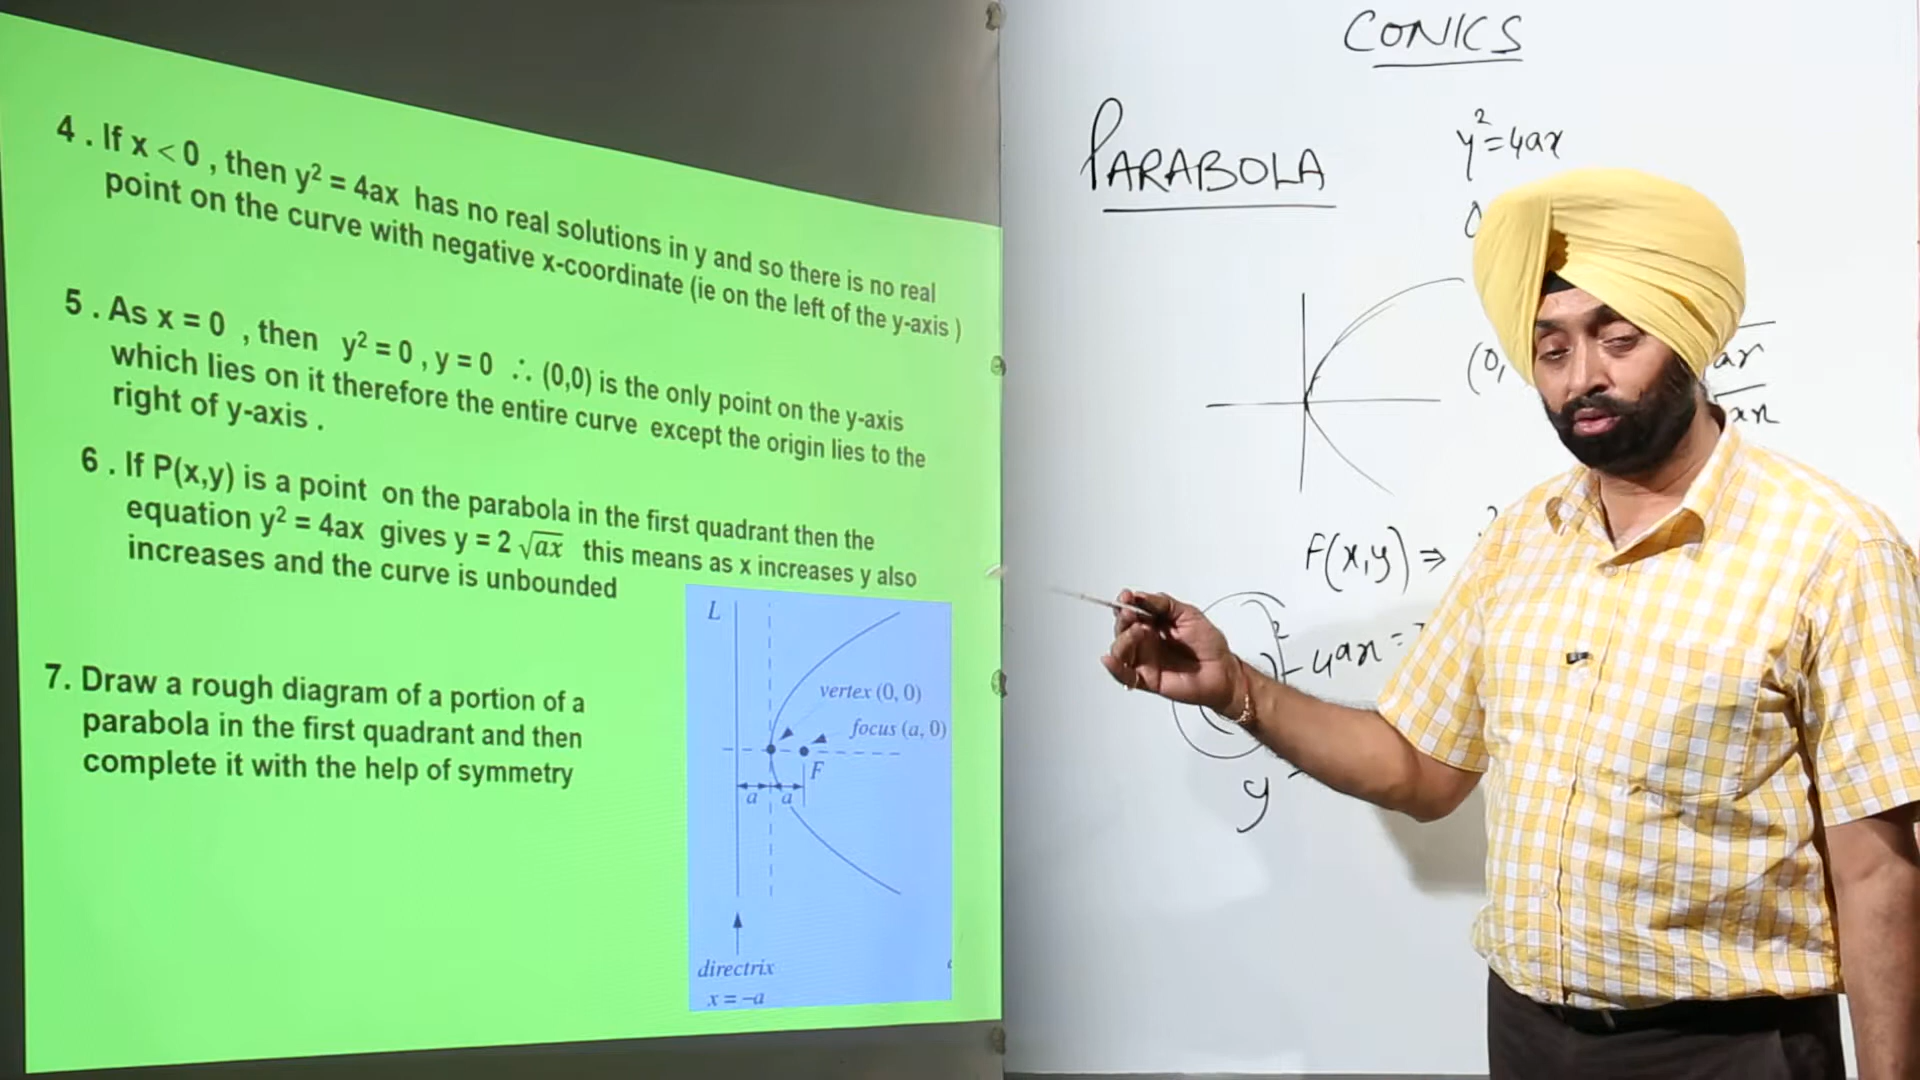 4 . If x < 0 , then y² = 4ax has no real solutions in y and so there is no real
point on the curve with negative x-coordinate (ie on the left of the y-axis )
5 . As x = 0 , then y² = 0 , y = 0 ∴ (0,0) is the only point on the y-axis
which lies on it therefore the entire curve except the origin lies to the
right of y-axis .
6 . If P(x,y) is a point on the parabola in the first quadrant then the
equation y² = 4ax gives y = 2 √ax this means as x increases y also
increases and the curve is unbounded
7. Draw a rough diagram of a portion of a
parabola in the first quadrant and then
complete it with the help of symmetry
L
vertex (0, 0)
focus (a, 0)
F
a a
directrix
x = –a
CONICS
PARABOLA
y² = 4ax
(0,
F(x,y) ⇒
- 4ax =
y